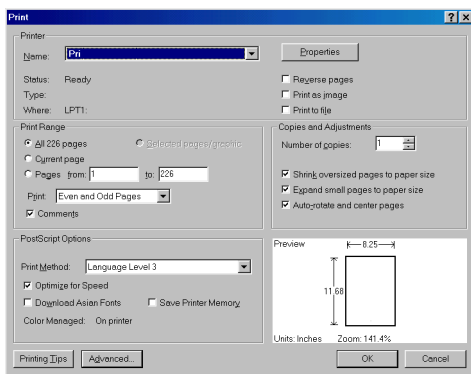 Print
Printer
Name: Pri
Properties
Status: Ready
Type:
Where: LPT1:
Reverse pages
Print as image
Print to file
Print Range
All 226 pages
Selected pages/graphic
Current page
Pages from: 1 to: 226
Print: Even and Odd Pages
Comments
Copies and Adjustments
Number of copies: 1
Shrink oversized pages to paper size
Expand small pages to paper size
Auto-rotate and center pages
PostScript Options
Print Method: Language Level 3
Optimize for Speed
Download Asian Fonts
Save Printer Memory
Color Managed: On printer
Preview
8.25
11.68
Units: Inches Zoom: 141.4%
Printing Tips
Advanced...
OK
Cancel